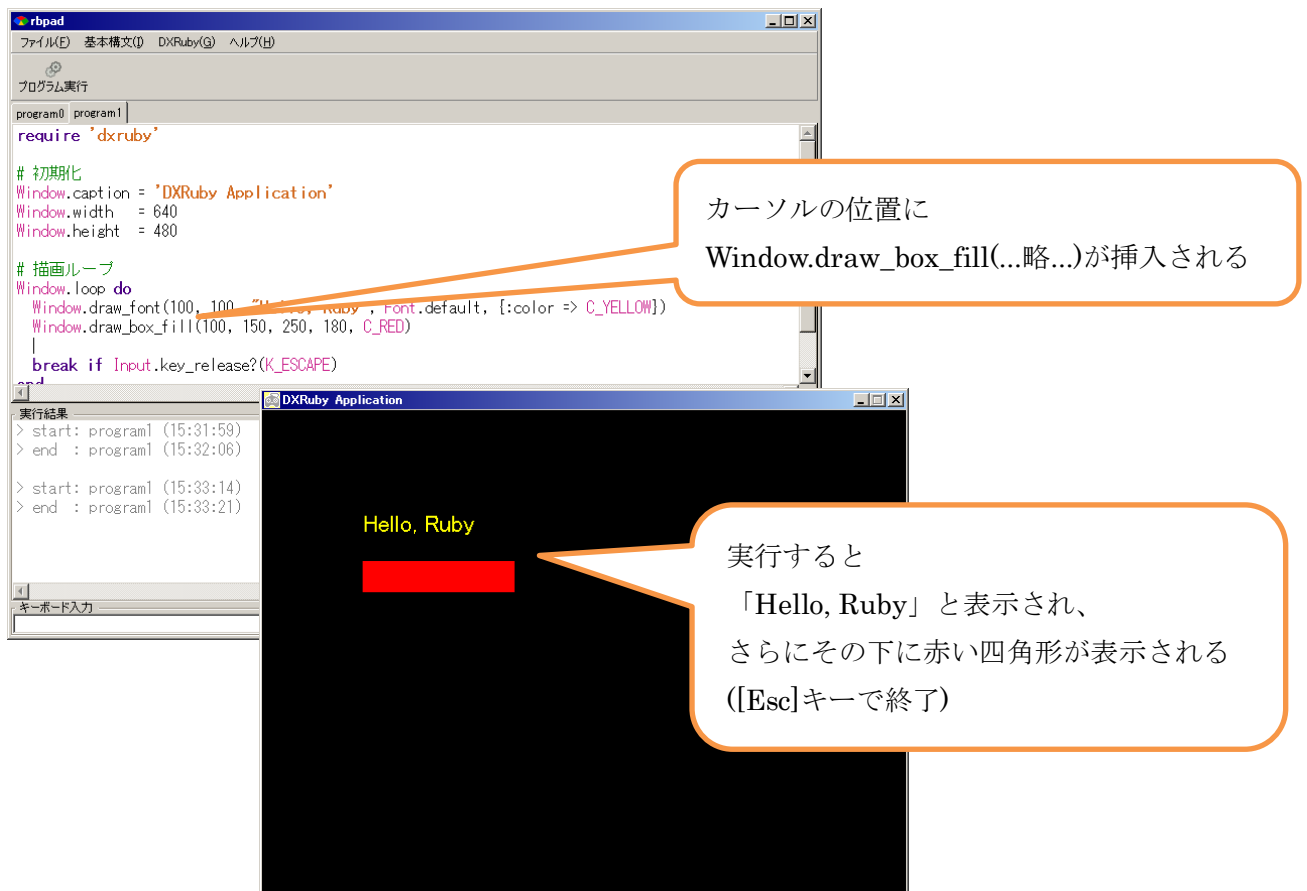 rbpad
ファイル(F) 基本構文(I) DXRuby(G) ヘルプ(H)
プログラム実行
program0 program1
require 'dxruby'
# 初期化
Window.caption = 'DXRuby Application'
Window.width = 640
Window.height = 480
# 描画ループ
Window.loop do
Window.draw_font(100, 100, Ruby", Font.default, [:color => C_YELLOW])
Window.draw_box_fill(100, 150, 250, 180, C_RED)
break if Input.key_release?(K_ESCAPE)
end
カーソルの位置に
Window.draw_box_fill(...略...)が挿入される
実行結果
> start: program1 (15:31:59)
> end : program1 (15:32:06)
> start: program1 (15:33:14)
> end : program1 (15:33:21)
キーボード入力
DXRuby Application
Hello, Ruby
実行すると
「Hello, Ruby」と表示され、
さらにその下に赤い四角形が表示される
([Esc]キーで終了)